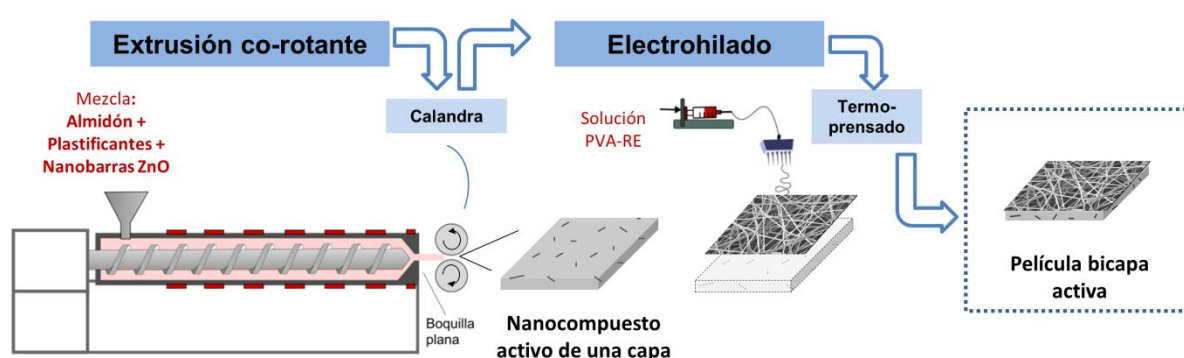 Extrusión co-rotante
Electrohilado
Mezcla:
Almidón +
Plastificantes +
Nanobarras ZnO
Calandra
Solución
PVA-RE
Termo-
prensado
Boquilla
plana
Nanocompuesto
activo de una capa
Película bicapa
activa